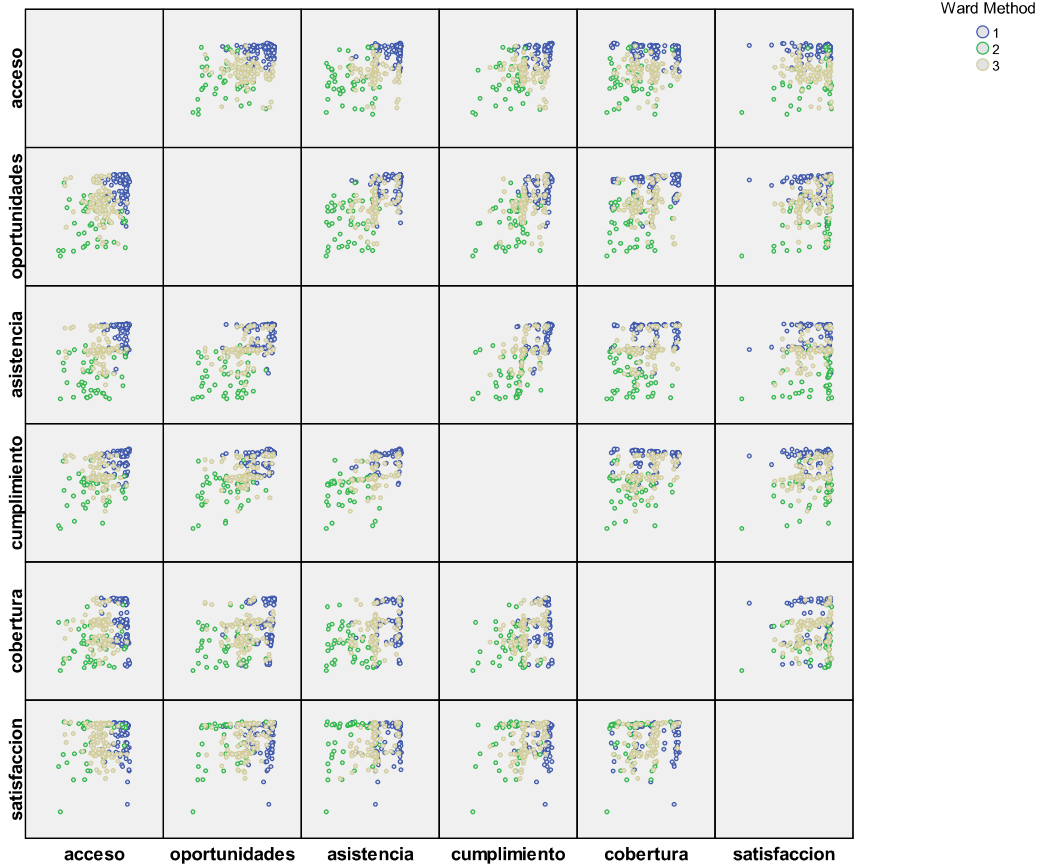 Ward Method
1
2
3
acceso
oportunidades
asistencia
cumplimiento
cobertura
satisfaccion
acceso
oportunidades
asistencia
cumplimiento
cobertura
satisfaccion